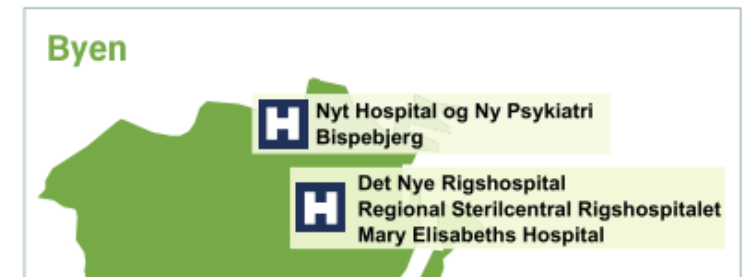 Byen
H Nyt Hospital og Ny Psykiatri
Bispebjerg
H Det Nye Rigshospital
Regional Sterilcentral Rigshospitalet
Mary Elisabeths Hospital